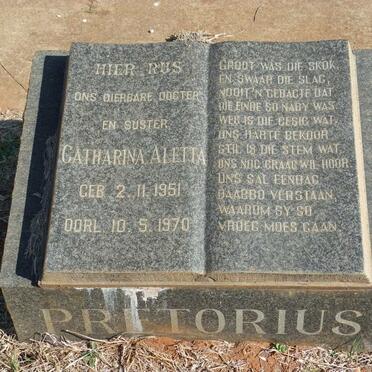 HIER RUS
ONS DIERBARE DOGTER
EN SUSTER
CATHARINA ALETTA
GEB. 2.11.1951
OORL. 10.5.1970
GROOT WAS DIE SKOK
EN SWAAR DIE SLAG,
NOOIT 'N GEDAGTE DAT
DIE EINDE SO NABY WAS
WEG IS DIE GESIG WAT,
ONS HARTE BEKOOR
STIL IS DIE STEM WAT,
ONS NOG GRAAG WIL HOOR
ONS SAL EENDAG
DAARBO VERSTAAN,
WAAROM SY SO
VROEG MOES GAAN.
PRETORIUS